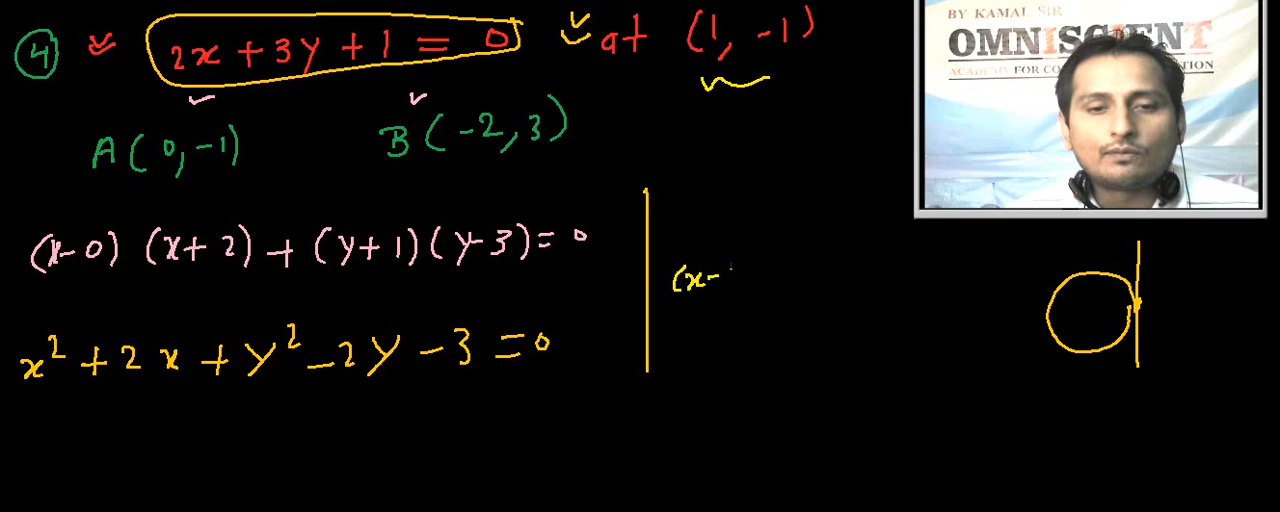 ④ 2x + 3y + 1 = 0 at (1, -1)
A(0, -1) B(-2, 3)
(x-0) (x+2) + (y+1)(y-3)=0
(x-
x² + 2x + y² - 2y - 3 = 0
BY KAMAL SIR
OMNISCIENT
ACADEMY FOR CO